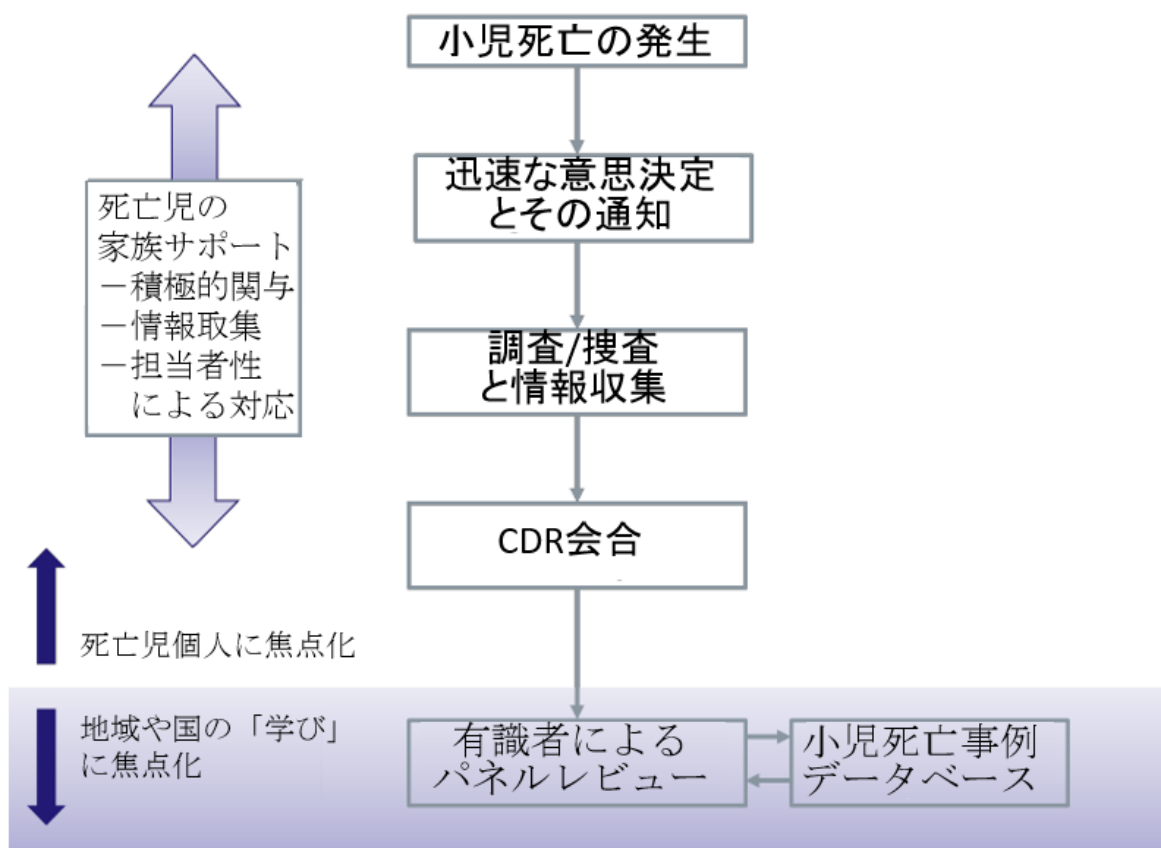 小児死亡の発生
迅速な意思決定
とその通知
死亡児の
家族サポート
－積極的関与
－情報取集
－担当者性
による対応
調査/捜査
と情報収集
CDR会合
死亡児個人に焦点化
地域や国の「学び」
に焦点化
有識者による
パネルレビュー
小児死亡事例
データベース